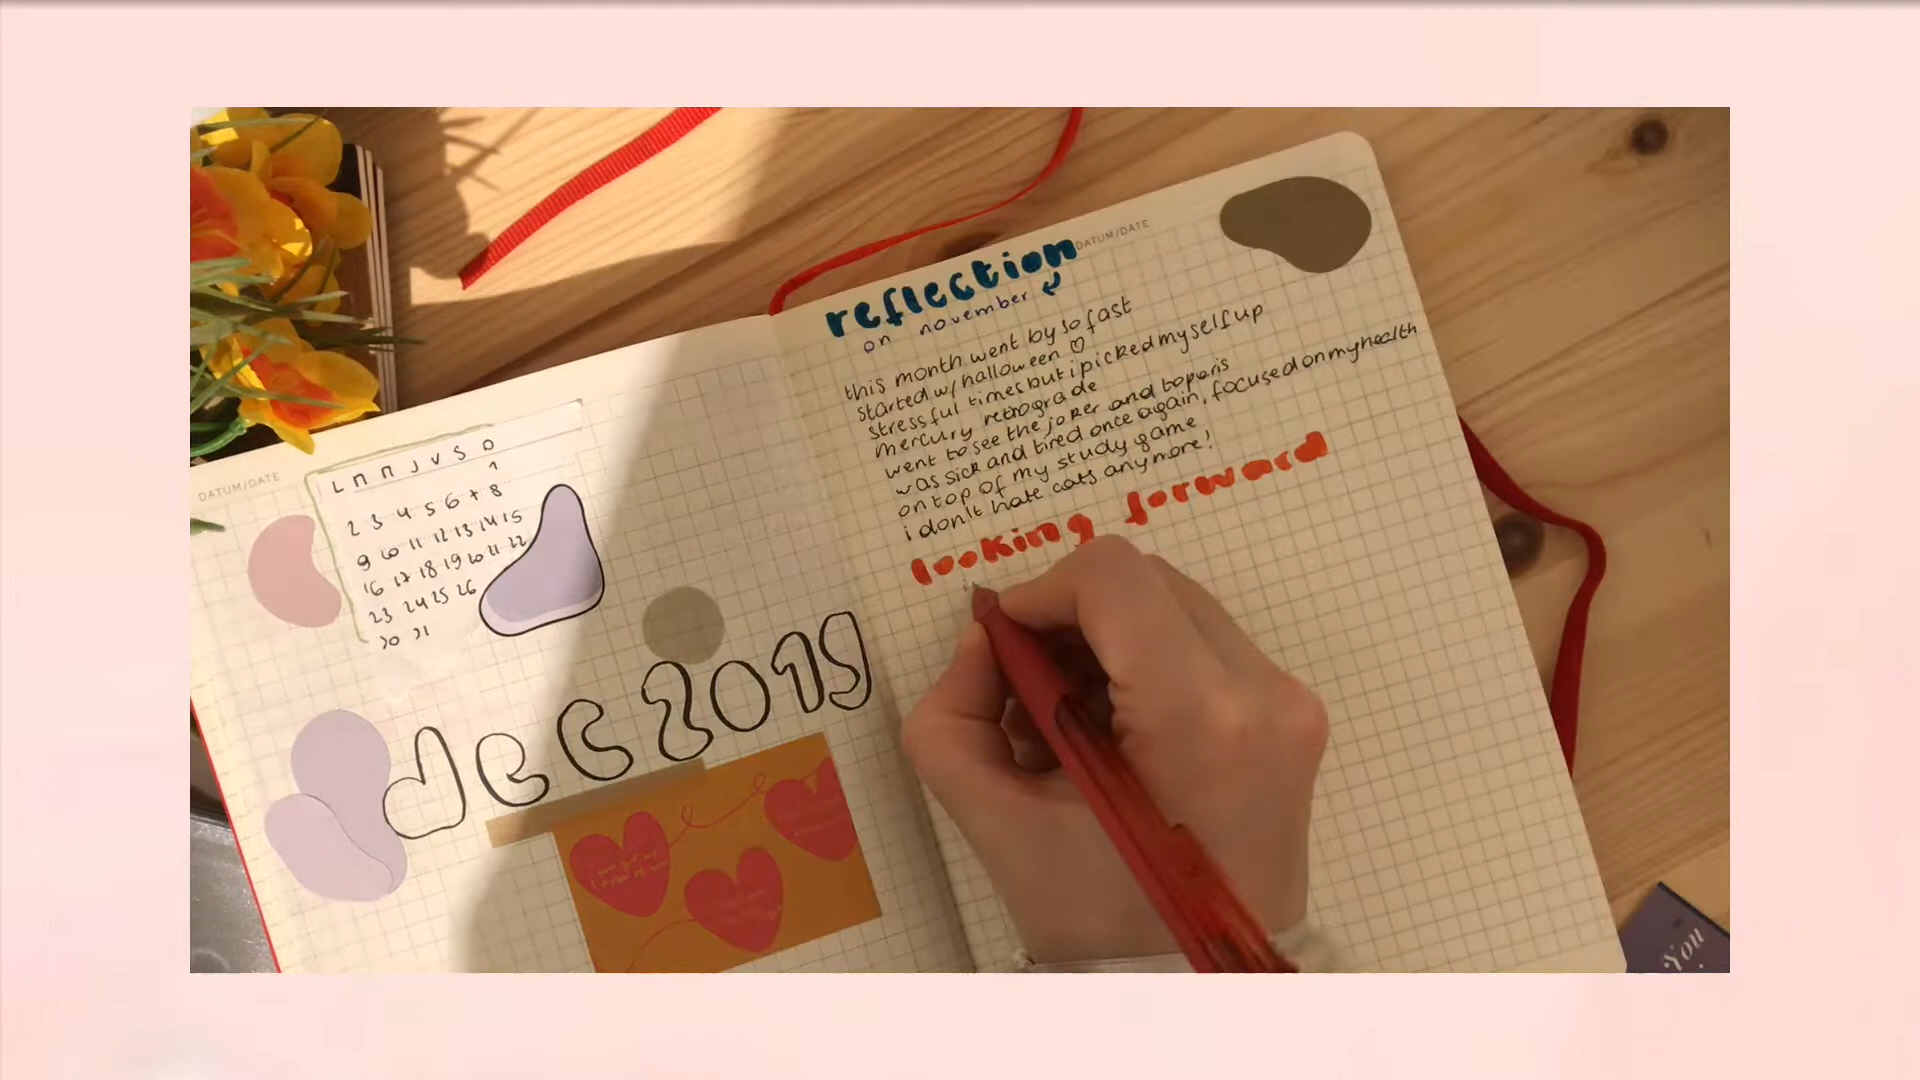 DATUM/DATE
L M M J V S D
1
2 3 4 5 6 7 8
9 10 11 12 13 14 15
16 17 18 19 20 21 22
23 24 25 26
30 31
dec 2019
DATUM/DATE
reflection
on november
this month went by so fast
started w/ halloween ♡
stressful times but i picked myself up
mercury retrograde
went to see the joker and to paris
was sick and tired once again, focused on my health
on top of my study game
i don't hate cats anymore!
looking forward
You